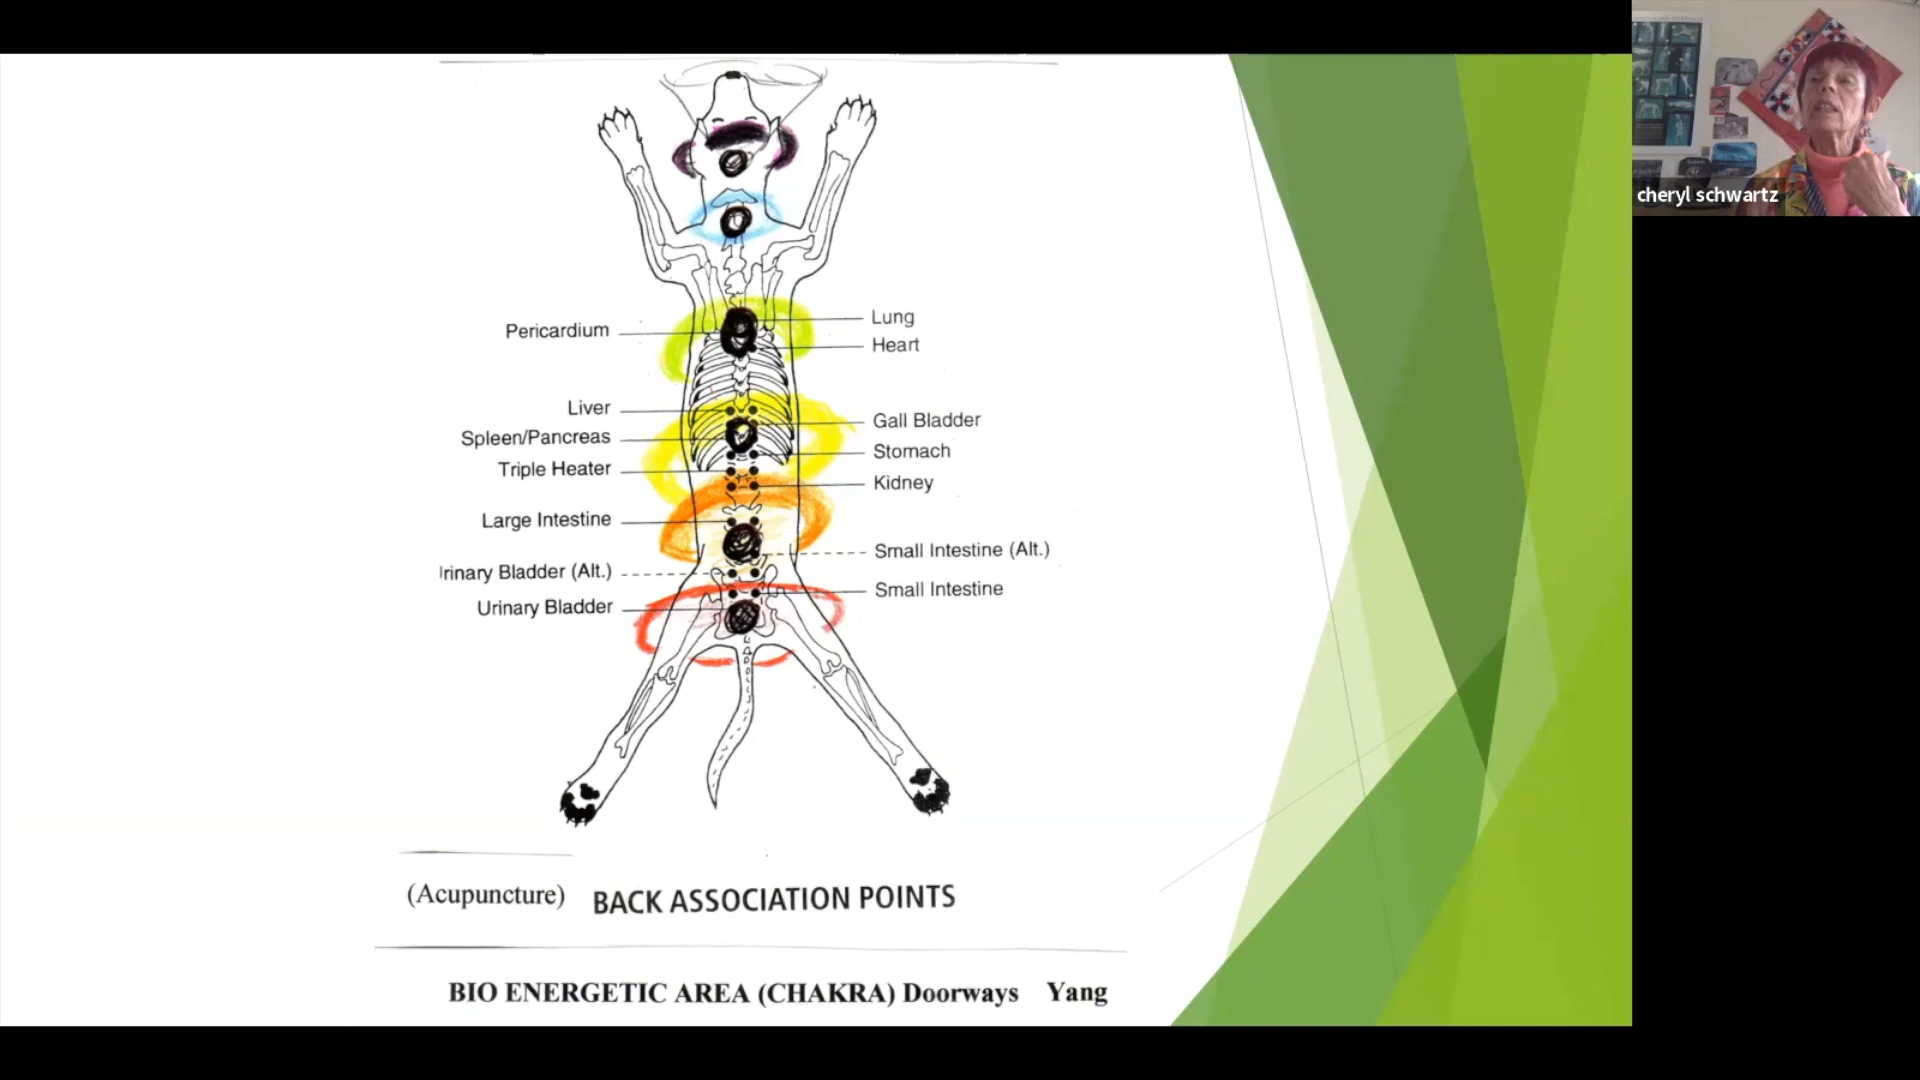 cheryl schwartz
Pericardium
Lung
Heart
Liver
Gall Bladder
Spleen/Pancreas
Stomach
Triple Heater
Kidney
Large Intestine
Small Intestine (Alt.)
rinary Bladder (Alt.)
Small Intestine
Urinary Bladder
(Acupuncture) BACK ASSOCIATION POINTS
BIO ENERGETIC AREA (CHAKRA) Doorways Yang